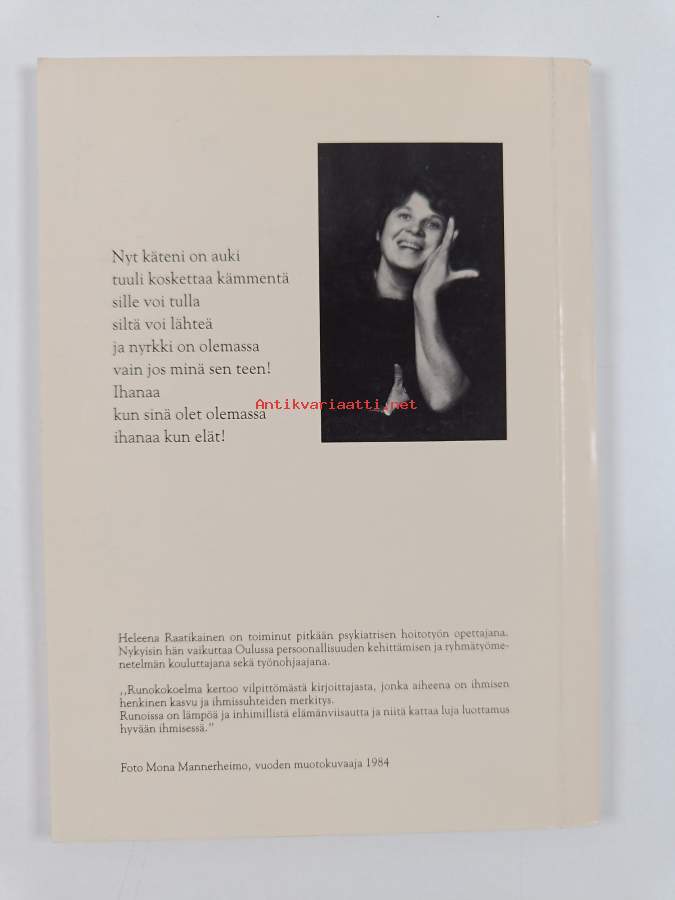 Nyt käteni on auki
tuuli koskettaa kämmentä
sille voi tulla
siltä voi lähteä
ja nyrkki on olemassa
vain jos minä sen teen!
Ihanaa
kun sinä olet olemassa
ihanaa kun elät!
Antikvariaatti.net
Heleena Raatikainen on toiminut pitkään psykiatrisen hoitotyön opettajana.
Nykyisin hän vaikuttaa Oulussa persoonallisuuden kehittämisen ja ryhmätyöme-
netelmän kouluttajana sekä työnohjaajana.
,,Runokokoelma kertoo vilpittömästä kirjoittajasta, jonka aiheena on ihmisen
henkinen kasvu ja ihmissuhteiden merkitys.
Runoissa on lämpöä ja inhimillistä elämänviisautta ja niitä kattaa luja luottamus
hyvään ihmisessä."
Foto Mona Mannerheimo, vuoden muotokuvaaja 1984